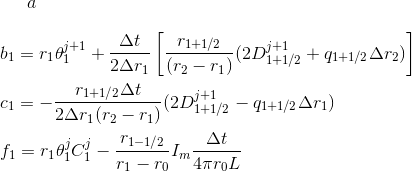 a
b_1 = r_1 θ_1^{j+1} + \frac{Δt}{2Δr_1} \left[ \frac{r_{1+1/2}}{(r_2 − r_1)} (2D_{1+1/2}^{j+1} + q_{1+1/2} Δr_2) \right]
c_1 = − \frac{r_{1+1/2} Δt}{2Δr_1 (r_2 − r_1)} (2D_{1+1/2}^{j+1} − q_{1+1/2} Δr_1)
f_1 = r_1 θ_1^j C_1^j − \frac{r_{1−1/2}}{r_1 − r_0} I_m \frac{Δt}{4π r_0 L}